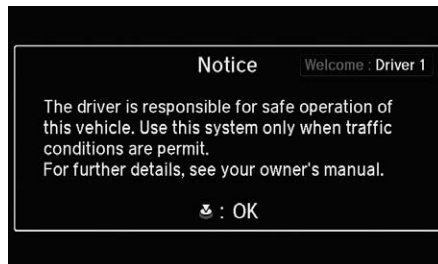 Notice
Welcome : Driver 1
The driver is responsible for safe operation of
this vehicle. Use this system only when traffic
conditions are permit.
For further details, see your owner's manual.
: OK